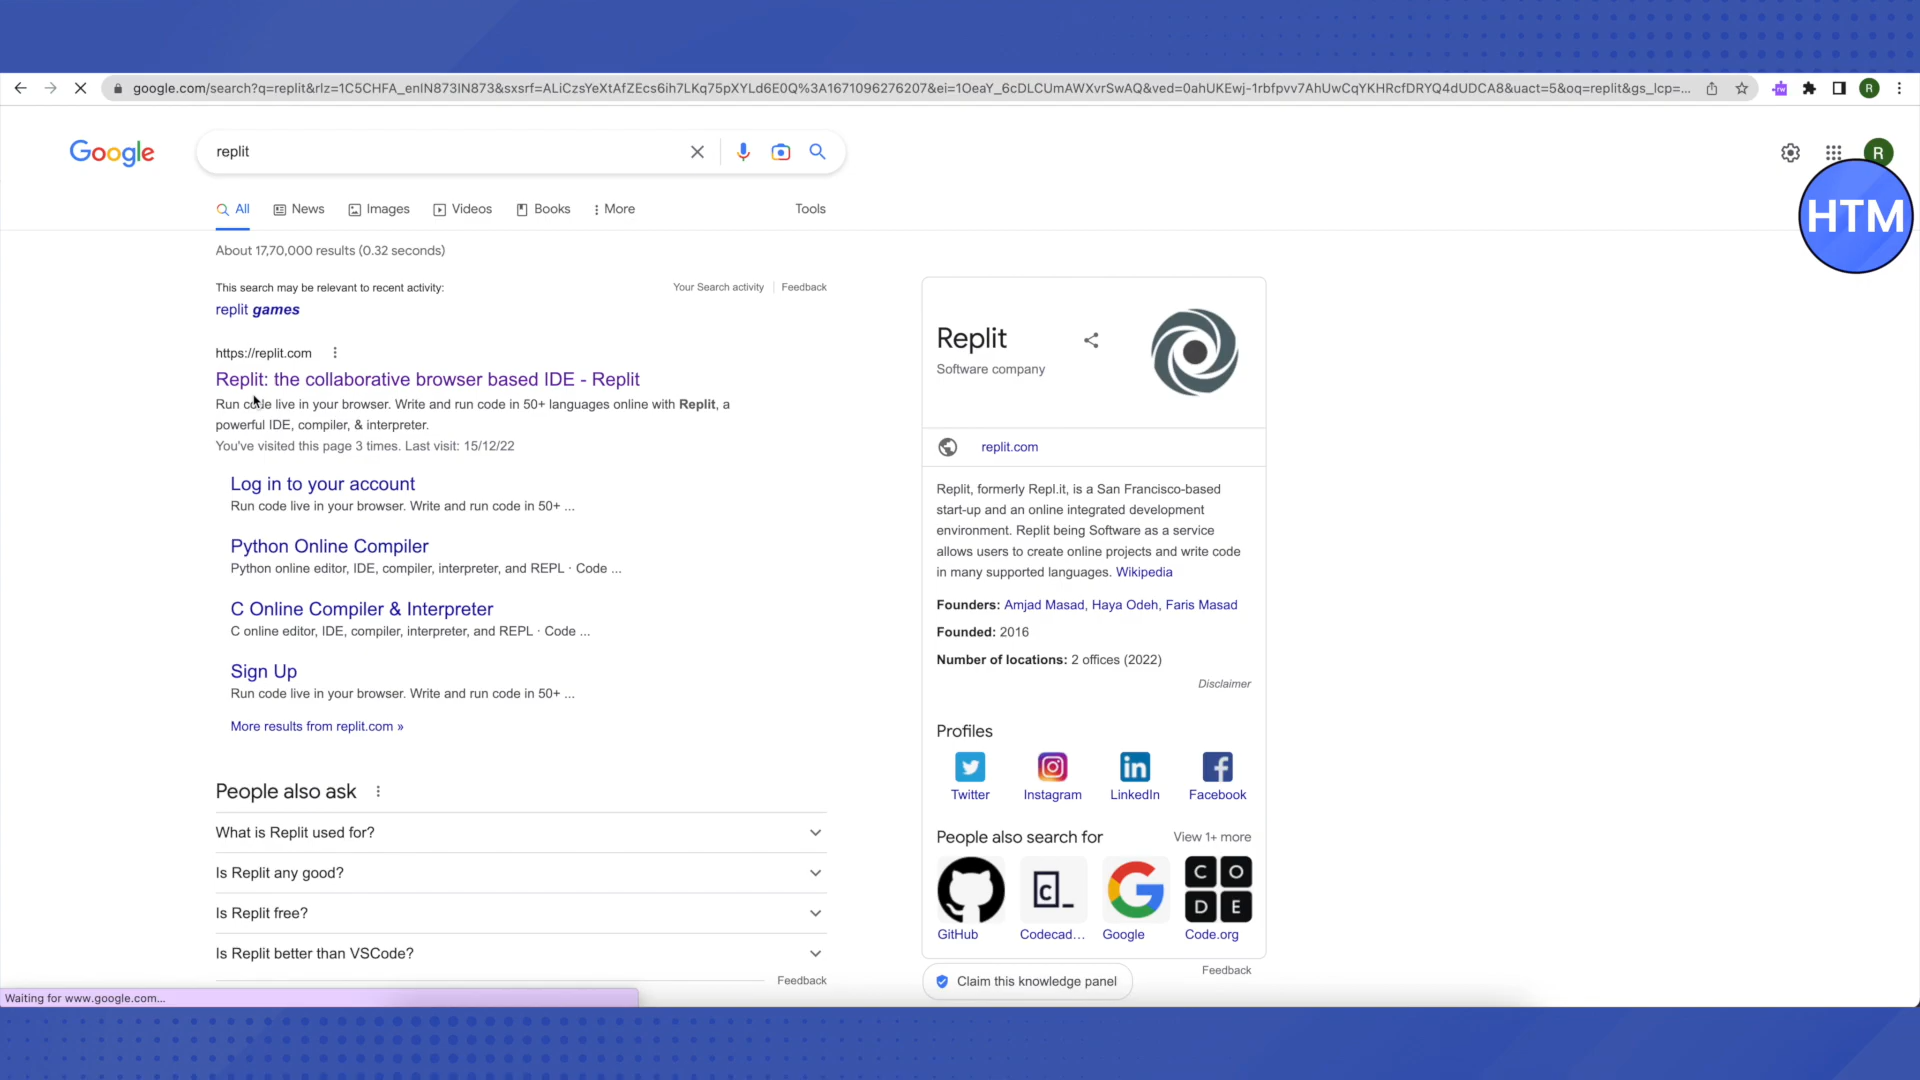 google.com/search?q=replit&rlz=1C5CHFA_enIN873IN873&sxsrf=ALiCzsYeXtAfZEcs6ih7LKq75pXYLd6E0Q%3A1671096276207&ei=1OeaY_6cDLCUmAWXvrSwAQ&ved=0ahUKEwj-1rbfpvv7AhUwCqYKHRcfDRYQ4dUDCA8&uact=5&oq=replit&gs_lcp=...
R
Google
replit
R
HTM
All
News
Images
Videos
Books
More
Tools
About 17,70,000 results (0.32 seconds)
This search may be relevant to recent activity:
Your Search activity
Feedback
replit games
https://replit.com
Replit: the collaborative browser based IDE - Replit
Run code live in your browser. Write and run code in 50+ languages online with Replit, a
powerful IDE, compiler, & interpreter.
You've visited this page 3 times. Last visit: 15/12/22
Log in to your account
Run code live in your browser. Write and run code in 50+ ...
Python Online Compiler
Python online editor, IDE, compiler, interpreter, and REPL · Code ...
C Online Compiler & Interpreter
C online editor, IDE, compiler, interpreter, and REPL · Code ...
Sign Up
Run code live in your browser. Write and run code in 50+ ...
More results from replit.com »
People also ask
What is Replit used for?
Is Replit any good?
Is Replit free?
Is Replit better than VSCode?
Feedback
Waiting for www.google.com...
Replit
Software company
replit.com
Replit, formerly Repl.it, is a San Francisco-based
start-up and an online integrated development
environment. Replit being Software as a service
allows users to create online projects and write code
in many supported languages. Wikipedia
Founders: Amjad Masad, Haya Odeh, Faris Masad
Founded: 2016
Number of locations: 2 offices (2022)
Disclaimer
Profiles
Twitter
Instagram
LinkedIn
Facebook
People also search for
View 1+ more
C O
D E
GitHub
Codecad...
Google
Code.org
Feedback
Claim this knowledge panel